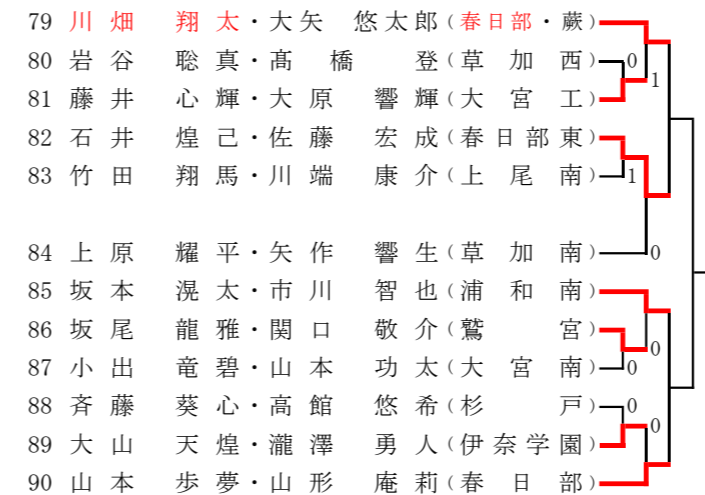 79 川畑 翔太・大矢 悠太郎(春日部・蕨)
80 岩谷 聡真・髙橋 登(草加西) 0
1
81 藤井 心輝・大原 響輝(大宮工)
82 石井 煌己・佐藤 宏成(春日部東)
83 竹田 翔馬・川端 康介(上尾南) 1
84 上原 耀平・矢作 響生(草加南) 0
85 坂本 滉太・市川 智也(浦和南)
86 坂尾 龍雅・関口 敬介(鷲宮)
0
87 小出 竜碧・山本 功太(大宮南) 0
88 斉藤 葵心・高館 悠希(杉戸) 0
0
89 大山 天煌・瀧澤 勇人(伊奈学園)
90 山本 歩夢・山形 庵莉(春日部)